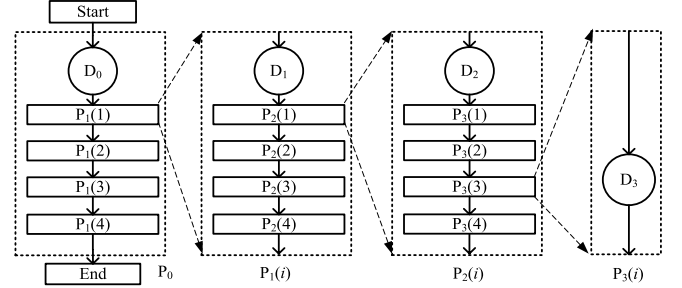 Start
D₀
P₁(1)
P₁(2)
P₁(3)
P₁(4)
End
P₀
D₁
P₂(1)
P₂(2)
P₂(3)
P₂(4)
P₁(i)
D₂
P₃(1)
P₃(2)
P₃(3)
P₃(4)
P₂(i)
D₃
P₃(i)